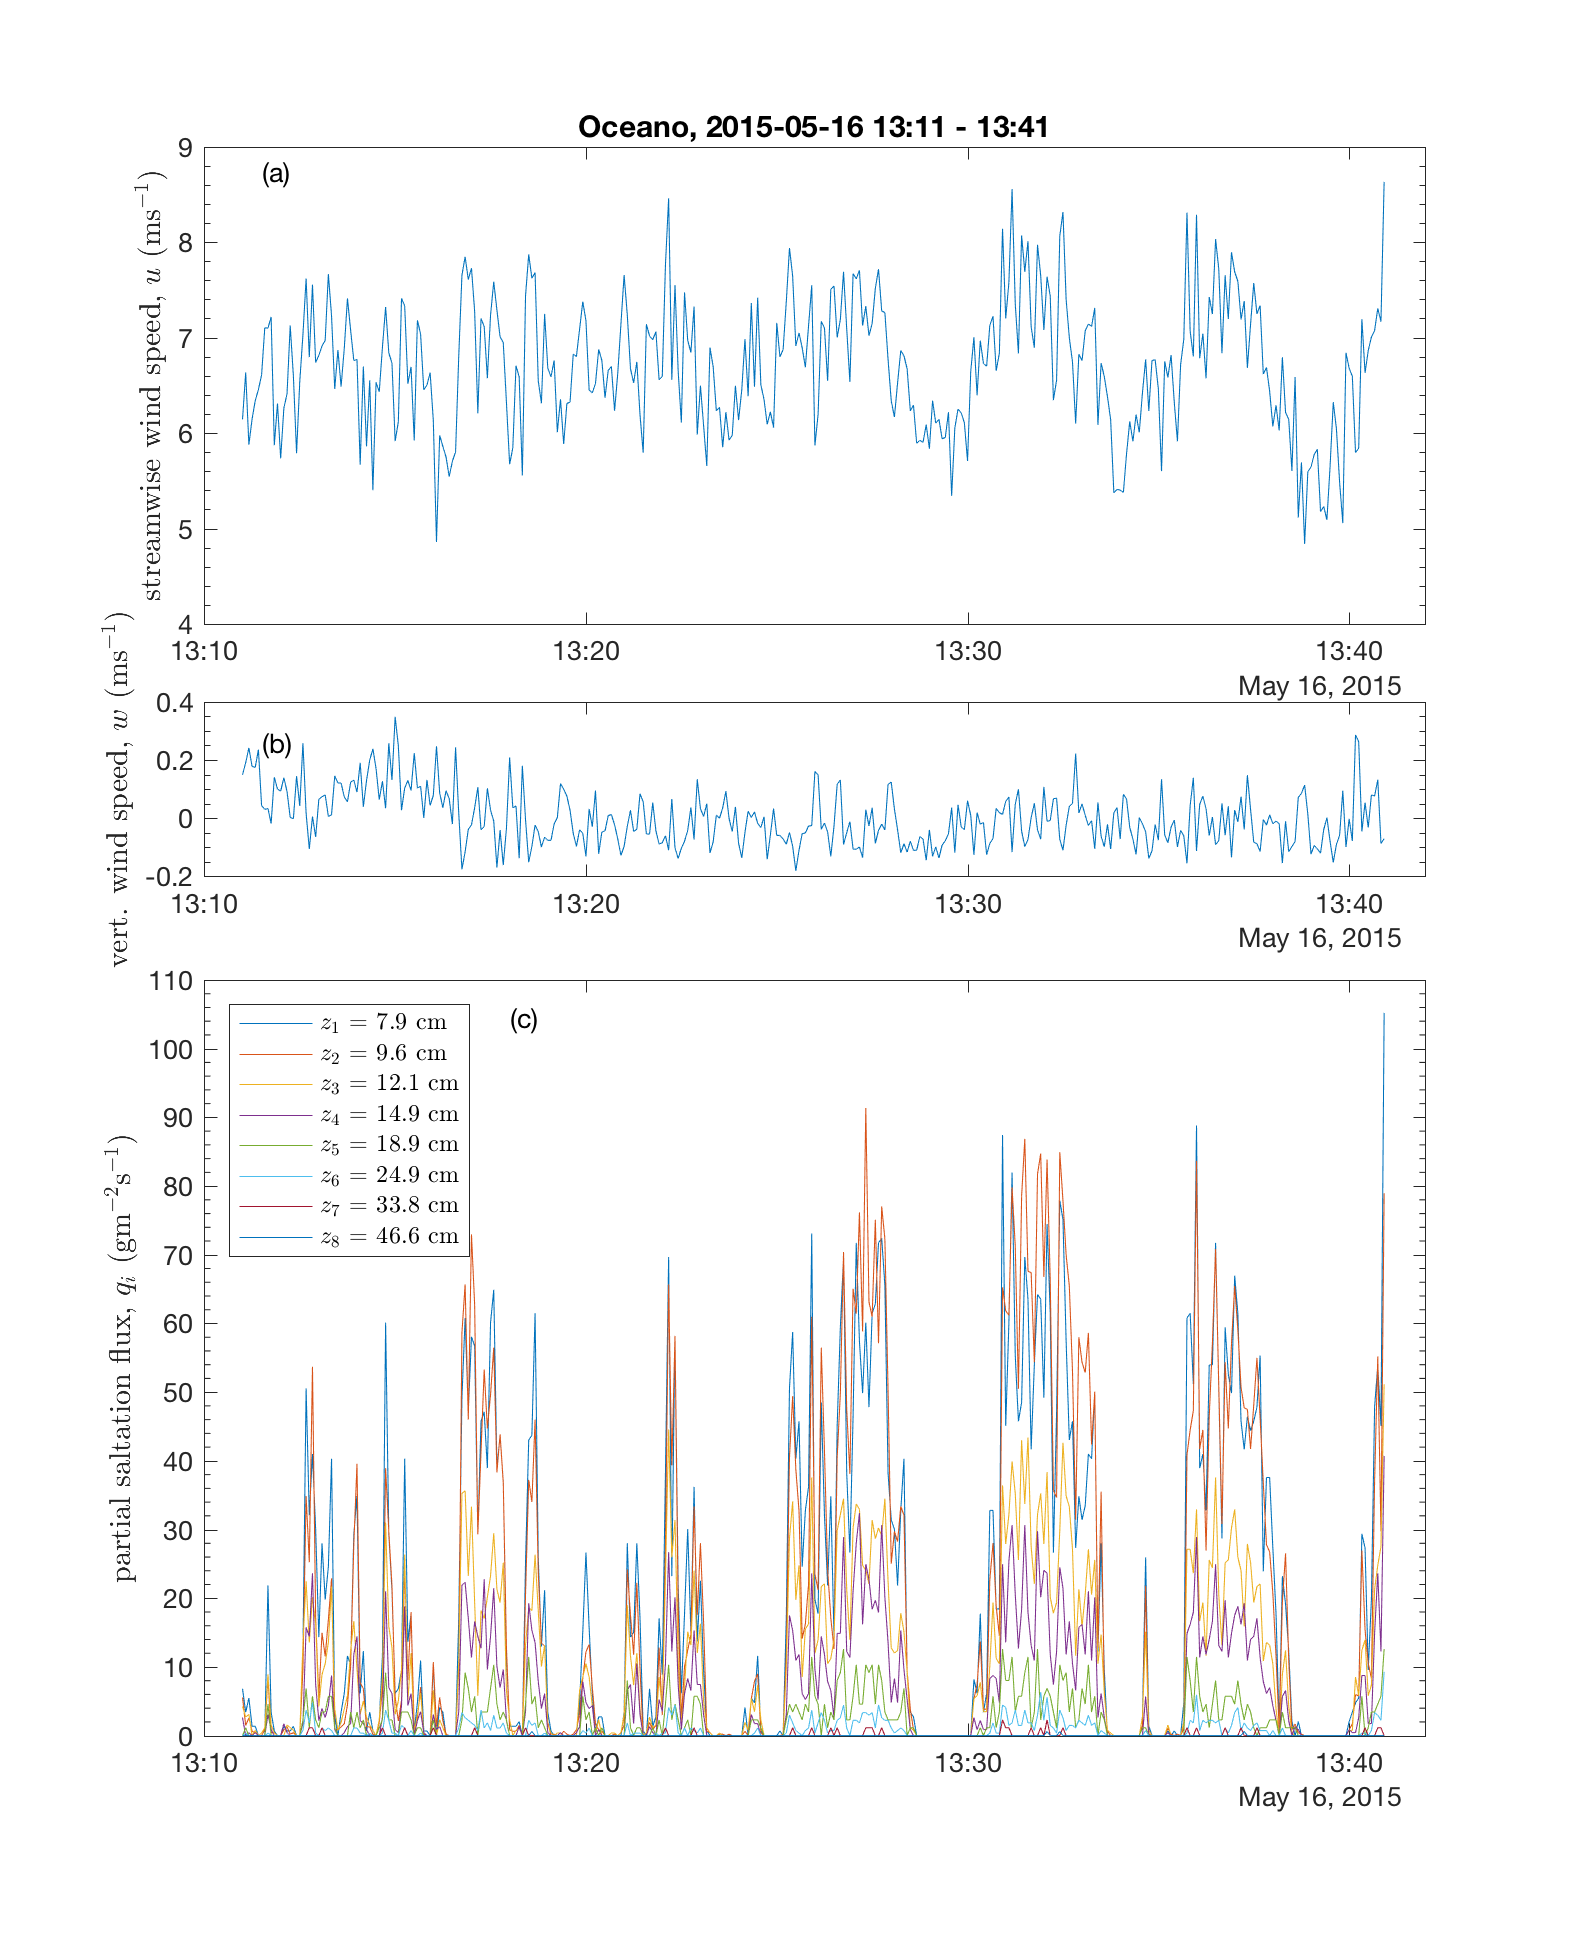 Oceano, 2015-05-16 13:11 - 13:41
streamwise wind speed, u (ms⁻¹)
(a)
9
8
7
6
5
4
13:10 13:20 13:30 13:40
May 16, 2015
vert. wind speed, w (ms⁻¹)
(b)
0.4
0.2
0
-0.2
13:10 13:20 13:30 13:40
May 16, 2015
partial saltation flux, qᵢ (gm⁻²s⁻¹)
(c)
110
100
90
80
70
60
50
40
30
20
10
0
z₁ = 7.9 cm
z₂ = 9.6 cm
z₃ = 12.1 cm
z₄ = 14.9 cm
z₅ = 18.9 cm
z₆ = 24.9 cm
z₇ = 33.8 cm
z₈ = 46.6 cm
13:10 13:20 13:30 13:40
May 16, 2015